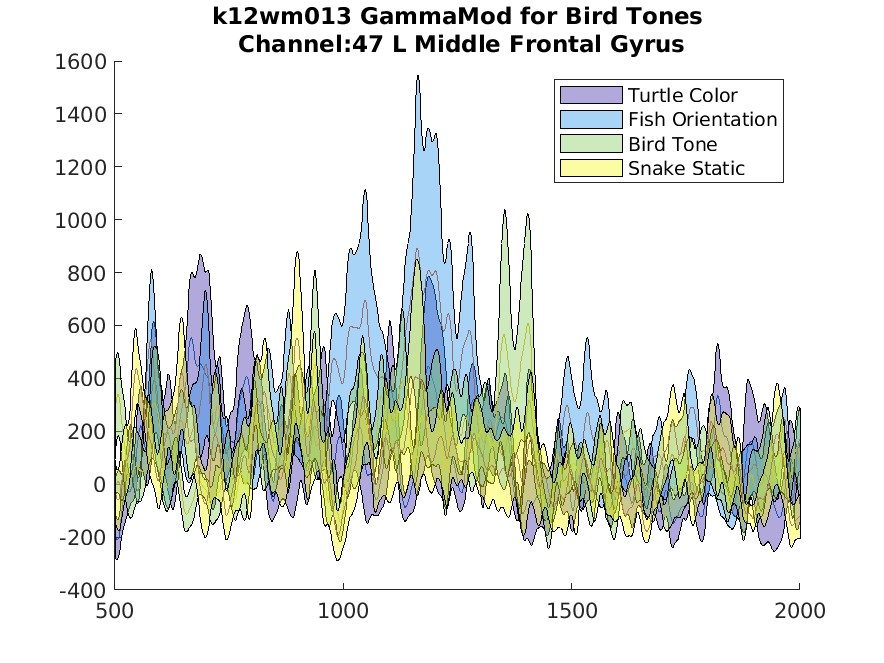 k12wm013 GammaMod for Bird Tones
Channel:47 L Middle Frontal Gyrus
1600
1400
1200
1000
800
600
400
200
0
-200
-400
500
1000
1500
2000
Turtle Color
Fish Orientation
Bird Tone
Snake Static